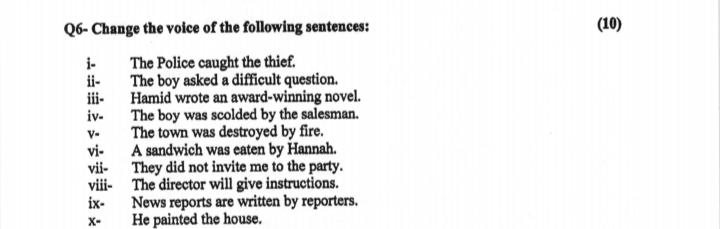 Q6- Change the voice of the following sentences: (10)
i- The Police caught the thief.
ii- The boy asked a difficult question.
iii- Hamid wrote an award-winning novel.
iv- The boy was scolded by the salesman.
v- The town was destroyed by fire.
vi- A sandwich was eaten by Hannah.
vii- They did not invite me to the party.
viii- The director will give instructions.
ix- News reports are written by reporters.
x- He painted the house.